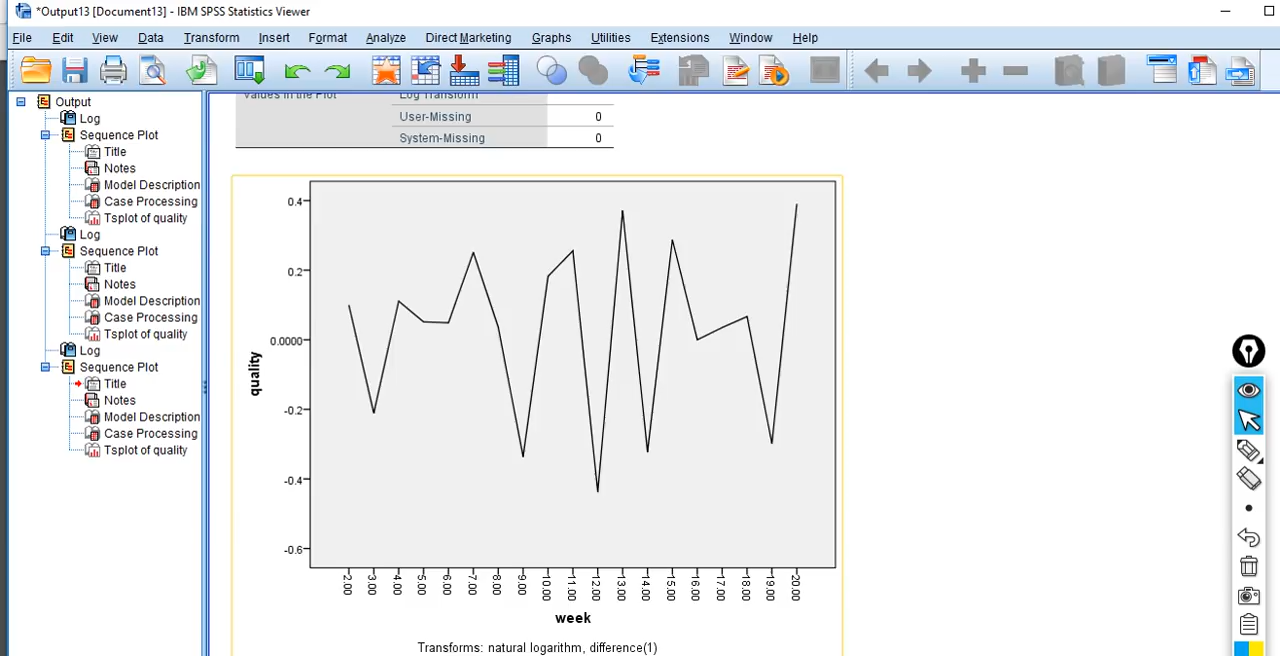 *Output13 [Document13] - IBM SPSS Statistics Viewer
File Edit View Data Transform Insert Format Analyze Direct Marketing Graphs Utilities Extensions Window Help
Output
Log
Sequence Plot
Title
Notes
Model Description
Case Processing
Tsplot of quality
Log
Sequence Plot
Title
Notes
Model Description
Case Processing
Tsplot of quality
Log
Sequence Plot
Title
Notes
Model Description
Case Processing
Tsplot of quality
Values in the Plot Log Transform
User-Missing 0
System-Missing 0
0.4
0.2
0.0000
-0.2
-0.4
-0.6
quality
2.00 3.00 4.00 5.00 6.00 7.00 8.00 9.00 10.00 11.00 12.00 13.00 14.00 15.00 16.00 17.00 18.00 19.00 20.00
week
Transforms: natural logarithm, difference(1)